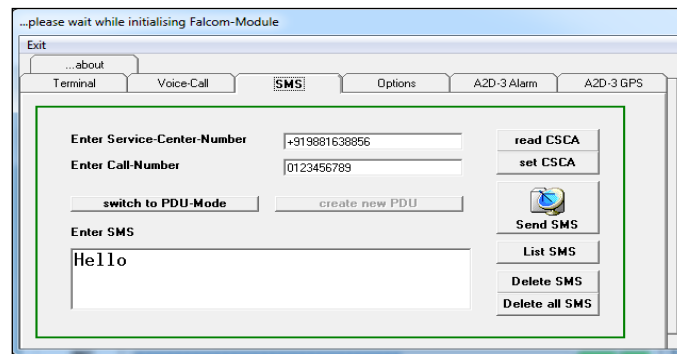 ...please wait while initialising Falcom-Module
Exit
...about
Terminal Voice-Call SMS Options A2D-3 Alarm A2D-3 GPS
Enter Service-Center-Number +919881638856 read CSCA
Enter Call-Number 0123456789 set CSCA
switch to PDU-Mode create new PDU
Send SMS
Enter SMS
Hello
List SMS
Delete SMS
Delete all SMS